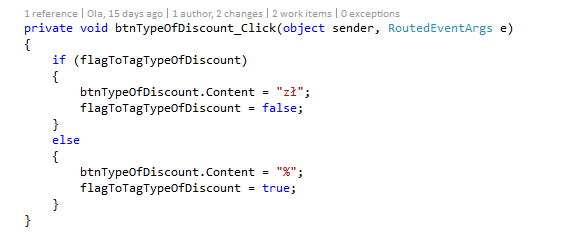 1 reference | Ola, 15 days ago | 1 author, 2 changes | 2 work items | 0 exceptions
private void btnTypeOfDiscount_Click(object sender, RoutedEventArgs e)
{
    if (flagToTagTypeOfDiscount)
    {
        btnTypeOfDiscount.Content = "zł";
        flagToTagTypeOfDiscount = false;
    }
    else
    {
        btnTypeOfDiscount.Content = "%";
        flagToTagTypeOfDiscount = true;
    }
}